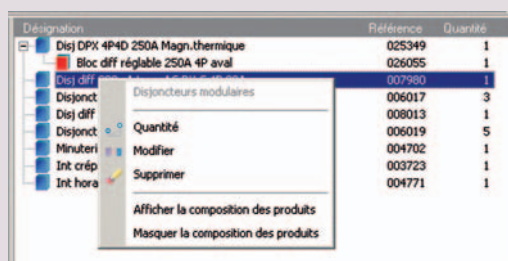 Désignation Référence Quantité
Disj DPX 4P4D 250A Magn.thermique 025349 1
Bloc diff réglable 250A 4P aval 026055 1
Disj diff 007980 1
Disjonct 006017 3
Disj diff 008013 1
Disjonct 006019 5
Minuteri 004702 1
Int crép 003723 1
Int hora 004771 1
Disjoncteurs modulaires
Quantité
Modifier
Supprimer
Afficher la composition des produits
Masquer la composition des produits